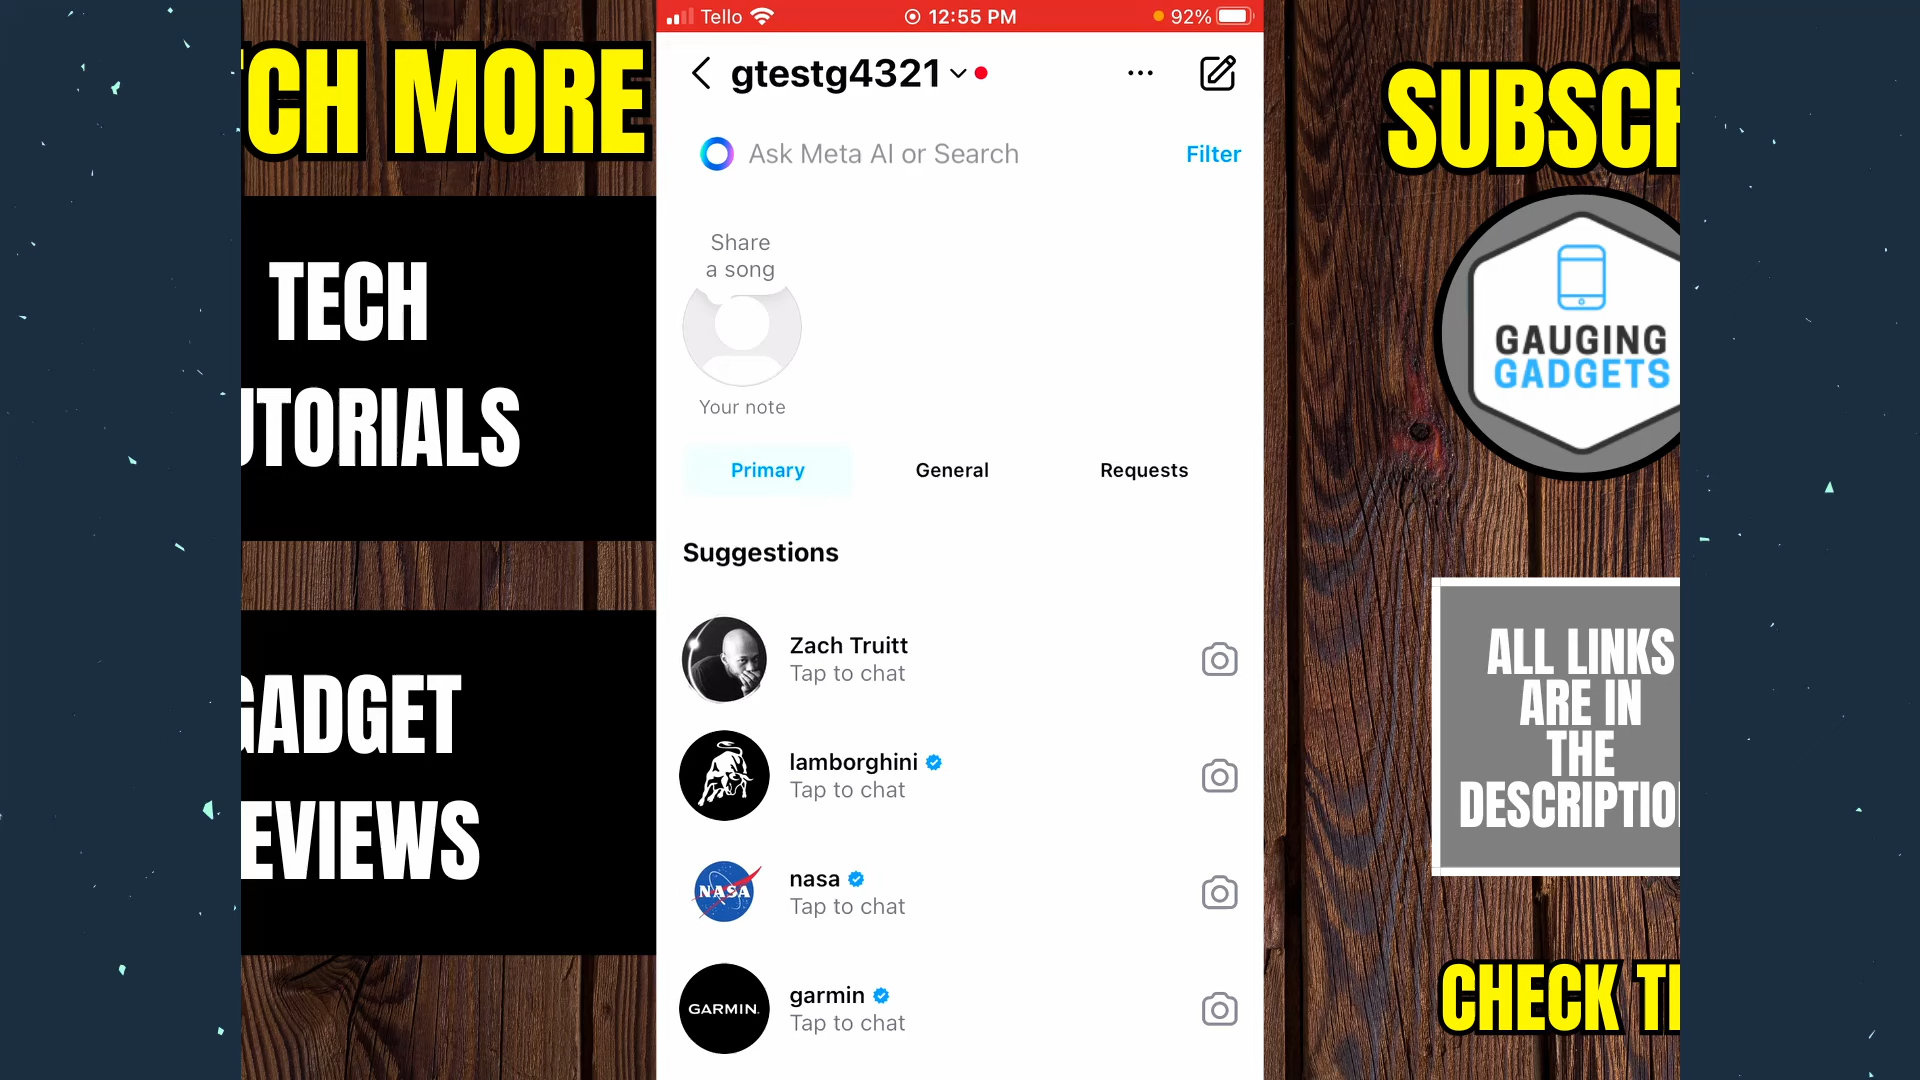 CH MORE
TECH
UTORIALS
GADGET
EVIEWS
Tello
12:55 PM
92%
gtestg4321
Ask Meta AI or Search
Filter
Share
a song
Your note
Primary
General
Requests
Suggestions
Zach Truitt
Tap to chat
lamborghini
Tap to chat
NASA
nasa
Tap to chat
GARMIN.
garmin
Tap to chat
SUBSCR
GAUGING
GADGETS
ALL LINKS
ARE IN
THE
DESCRIPTIO
CHECK T